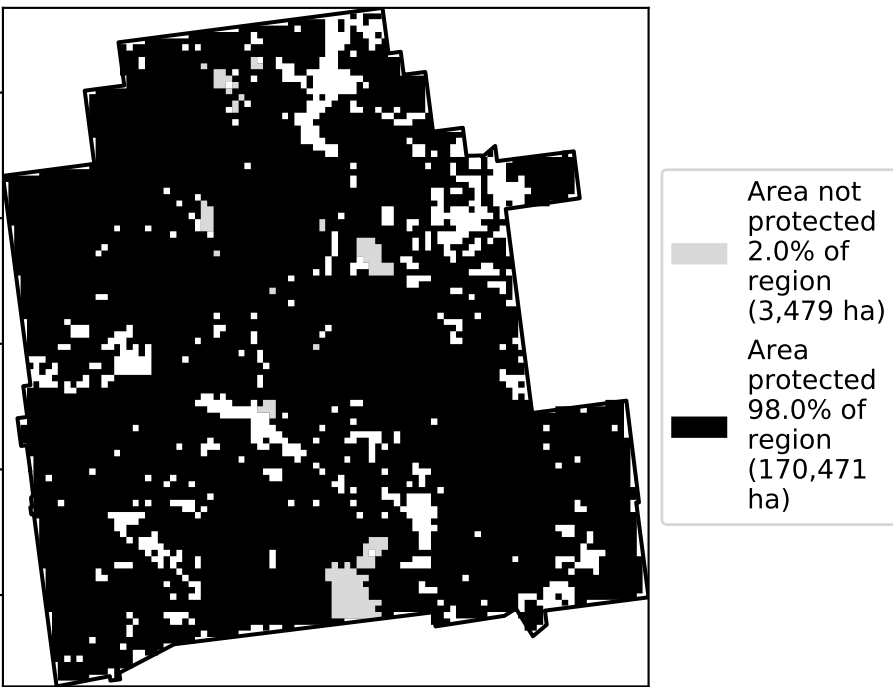 Area not
protected
2.0% of
region
(3,479 ha)
Area
protected
98.0% of
region
(170,471
ha)